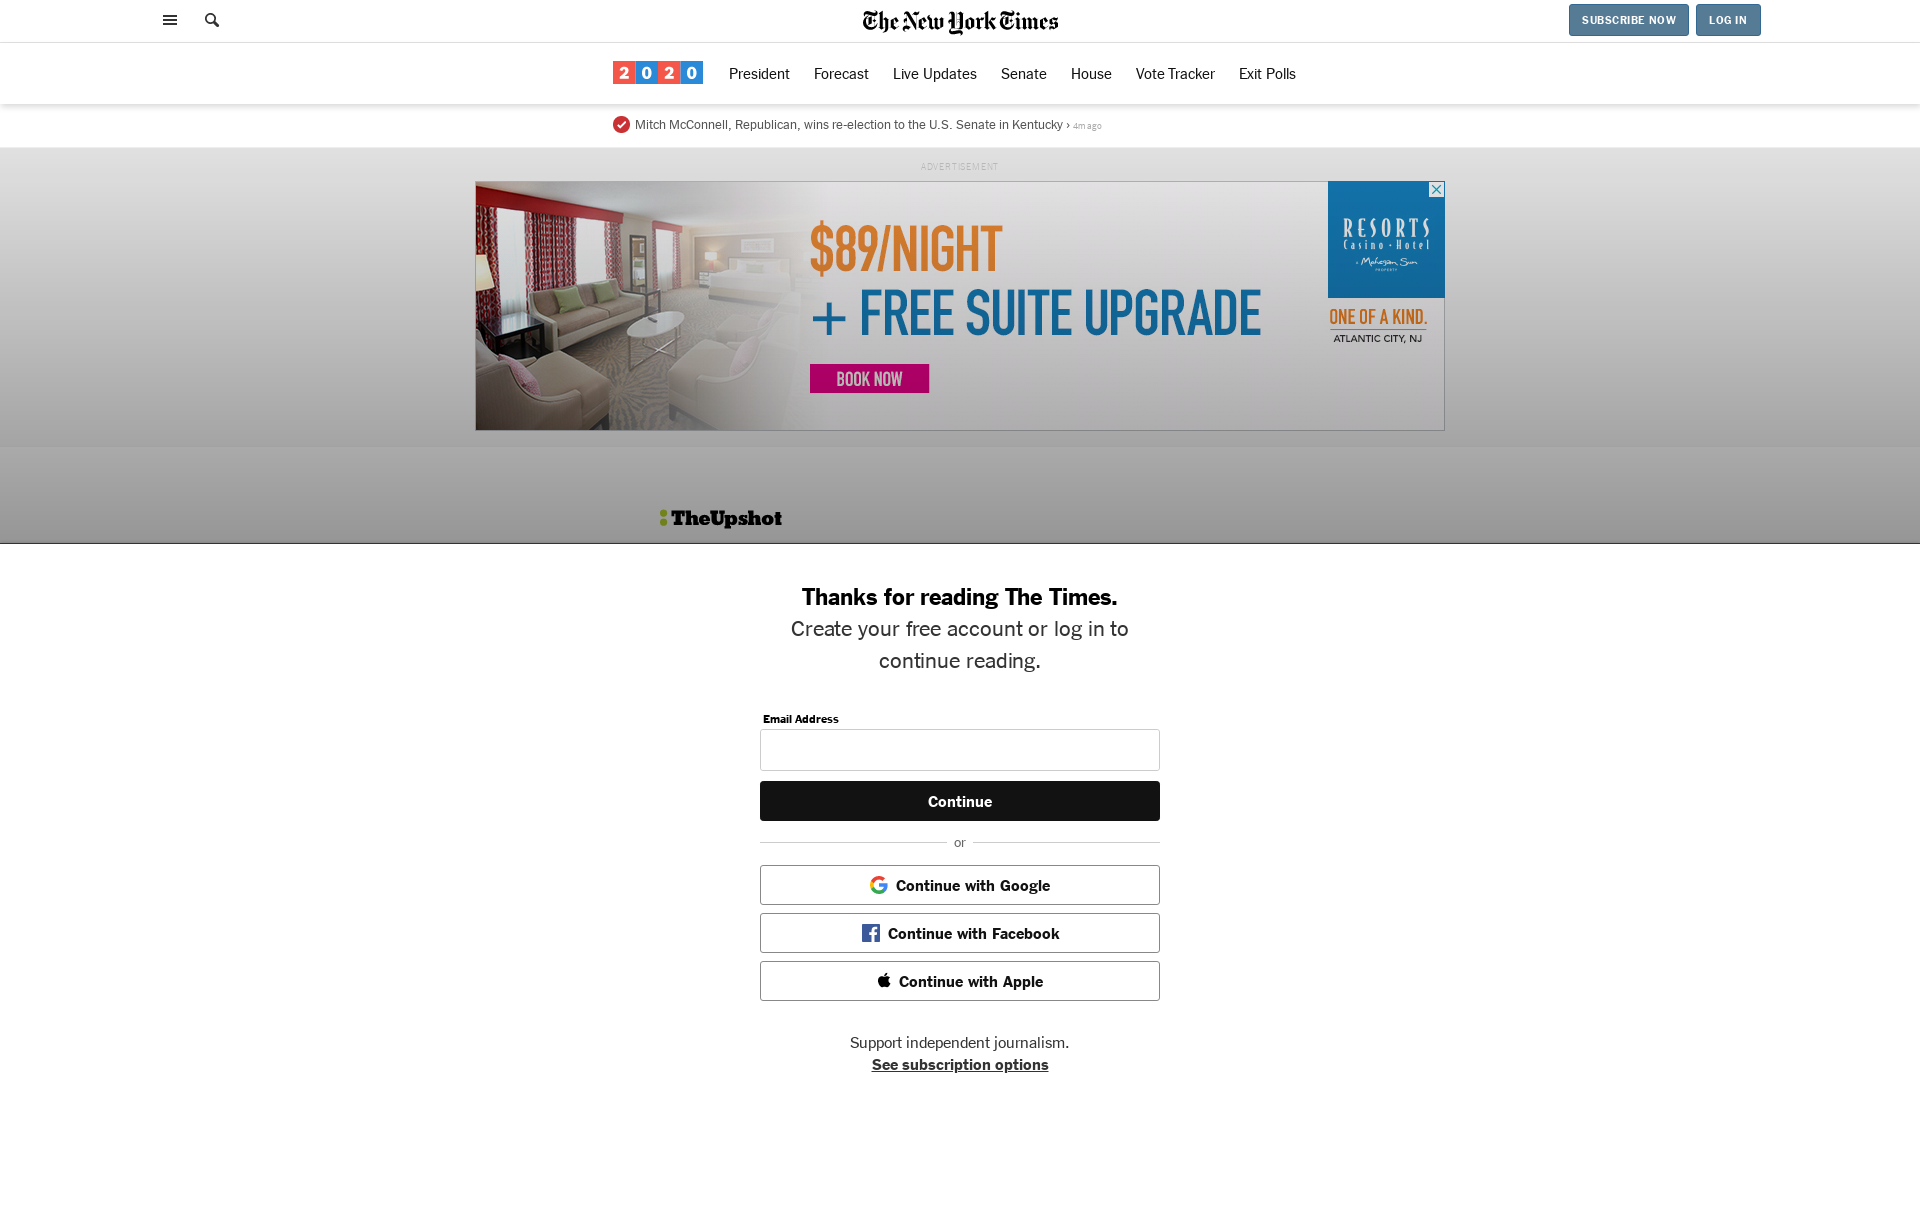 The New York Times
SUBSCRIBE NOW
LOG IN
2020
President
Forecast
Live Updates
Senate
House
Vote Tracker
Exit Polls
Mitch McConnell, Republican, wins re-election to the U.S. Senate in Kentucky › 4m ago
ADVERTISEMENT
$89/NIGHT
+ FREE SUITE UPGRADE
BOOK NOW
RESORTS
Casino • Hotel
a Mohegan Sun
PROPERTY
ONE OF A KIND.
ATLANTIC CITY, NJ
TheUpshot
Thanks for reading The Times.
Create your free account or log in to
continue reading.
Email Address
Continue
or
Continue with Google
Continue with Facebook
Continue with Apple
Support independent journalism.
See subscription options